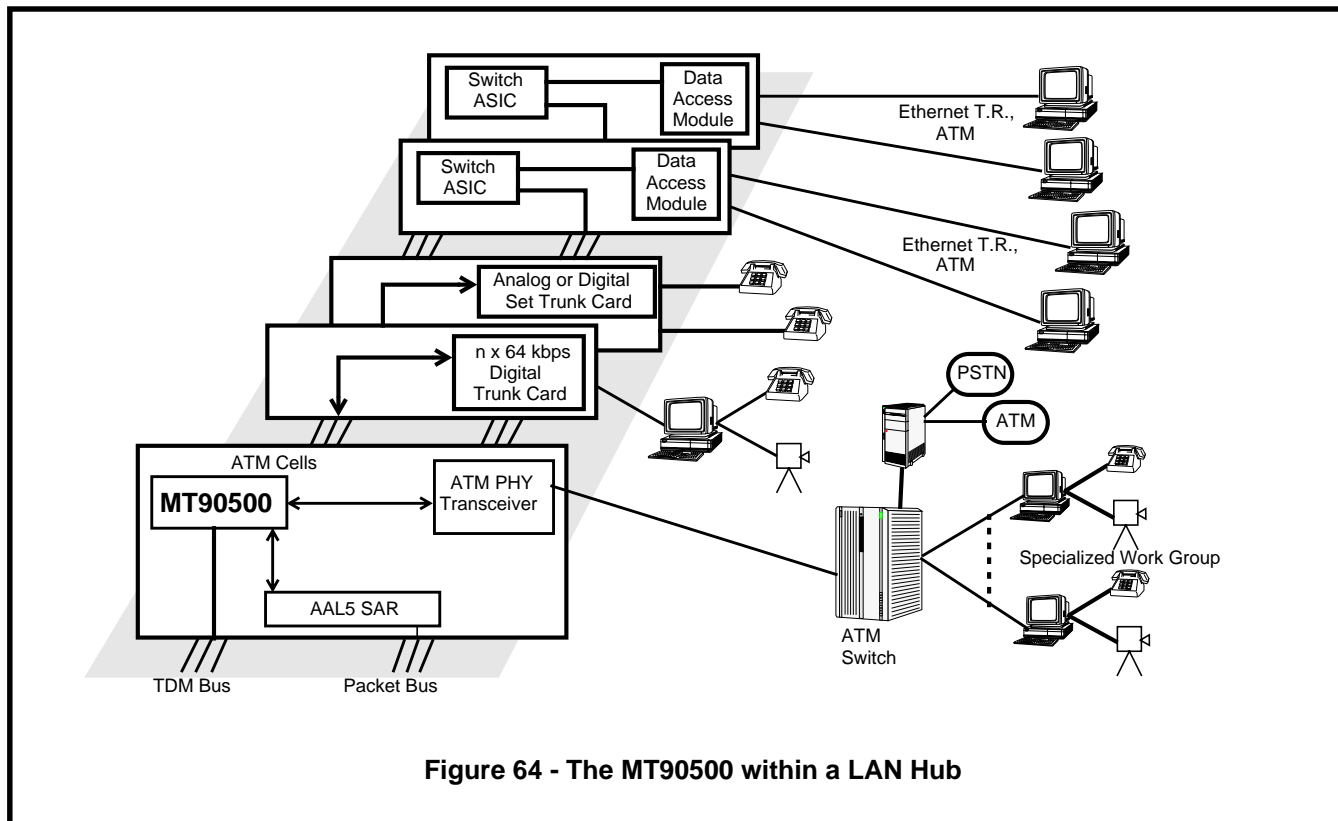 Switch
ASIC
Data
Access
Module
Ethernet T.R.,
ATM
Switch
ASIC
Data
Access
Module
Ethernet T.R.,
ATM
Analog or Digital
Set Trunk Card
n x 64 kbps
Digital
Trunk Card
PSTN
ATM
ATM Cells
MT90500
ATM PHY
Transceiver
AAL5 SAR
Specialized Work Group
ATM
Switch
TDM Bus
Packet Bus
Figure 64 - The MT90500 within a LAN Hub